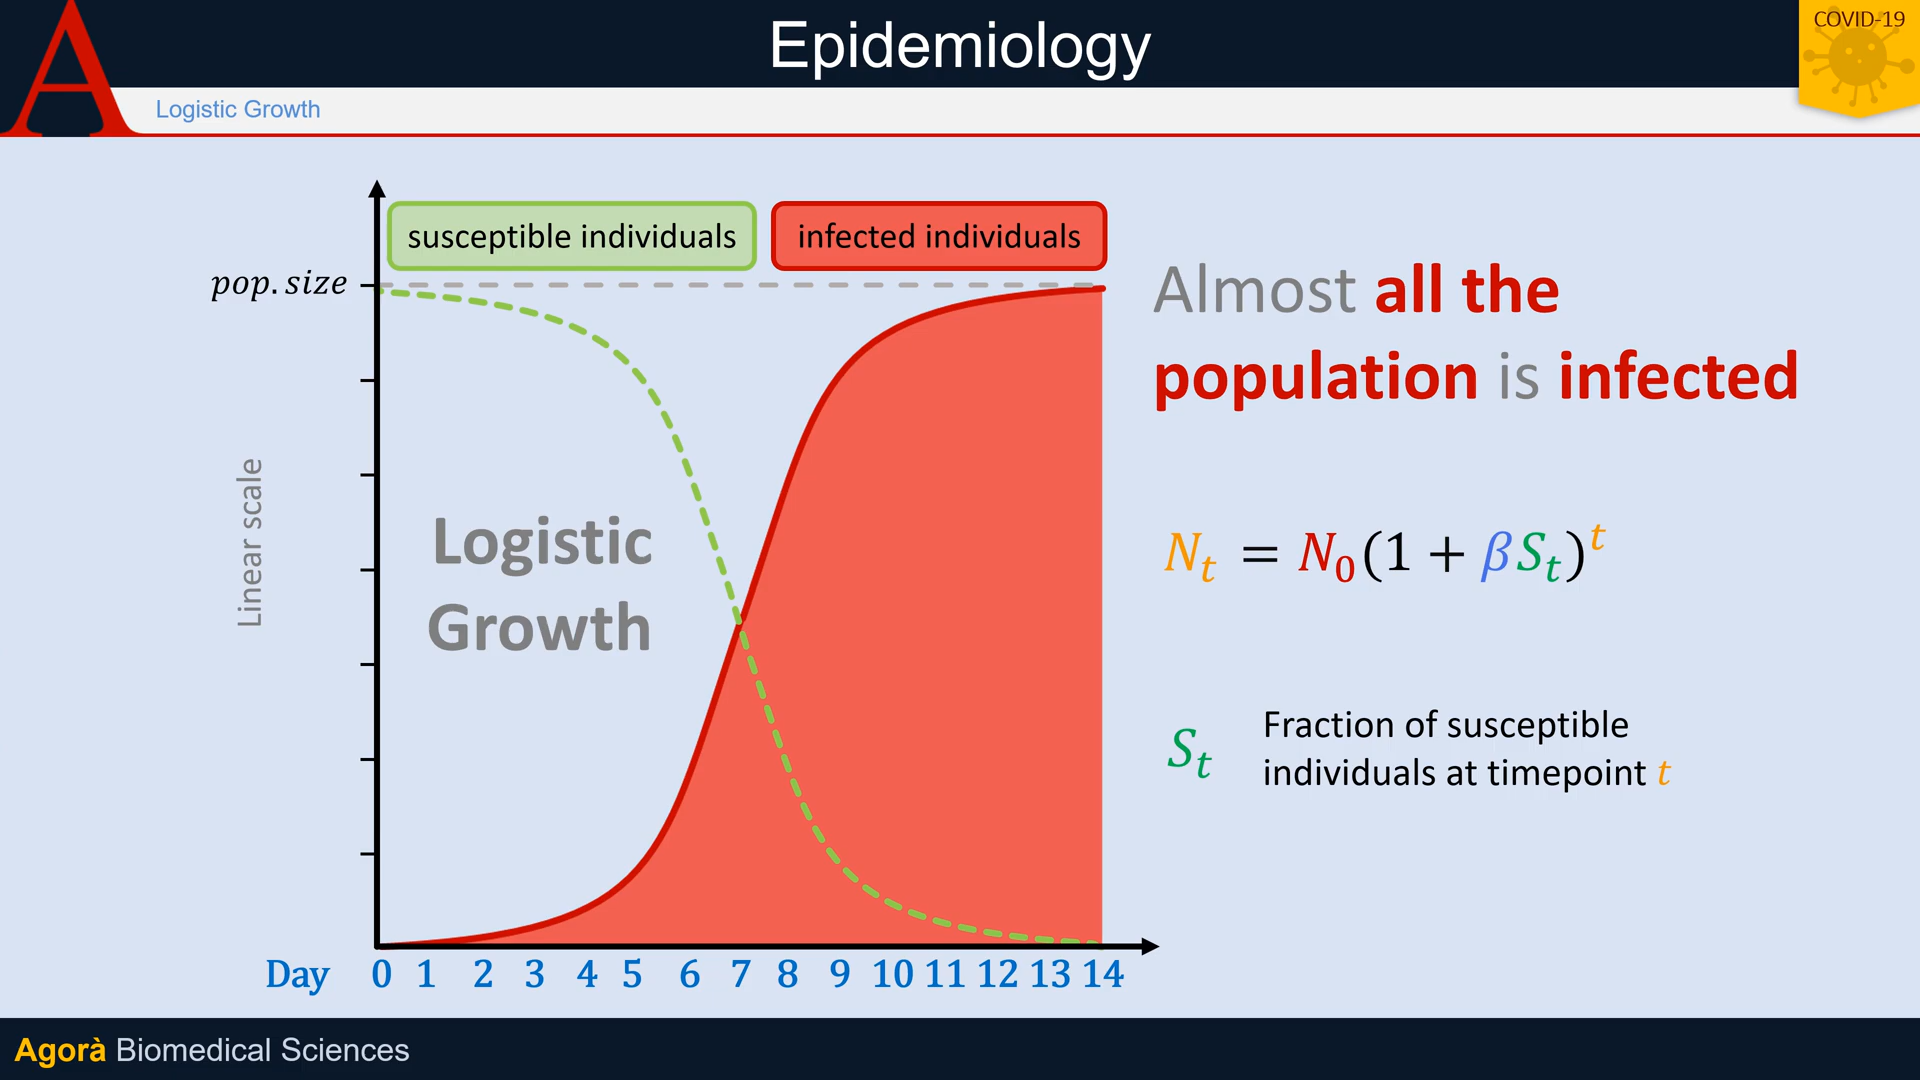 Epidemiology
COVID-19
A
Logistic Growth
susceptible individuals
infected individuals
pop.size
Linear scale
Logistic
Growth
Day 0 1 2 3 4 5 6 7 8 9 10 11 12 13 14
Almost all the
population is infected
Nₜ = N₀(1 + βSₜ)ᵗ
Sₜ
Fraction of susceptible
individuals at timepoint t
Agorà Biomedical Sciences